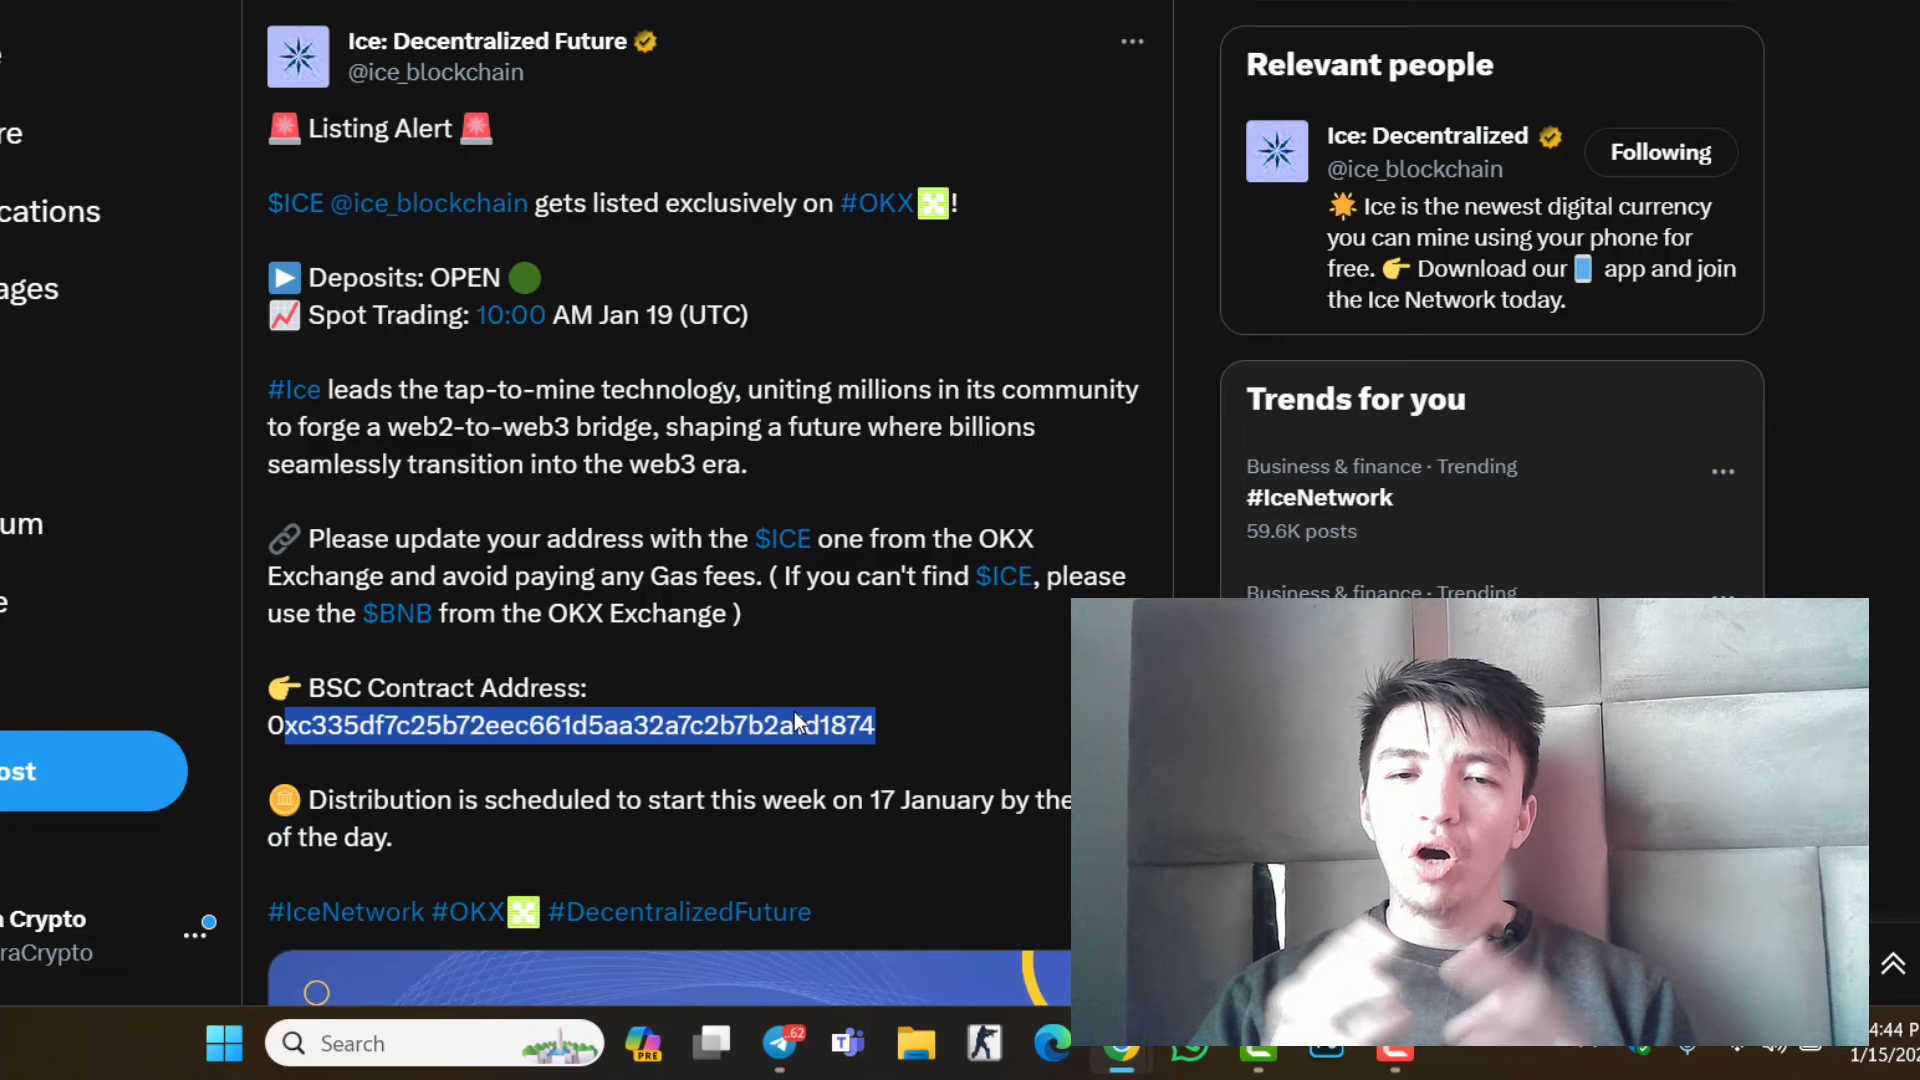 Ice: Decentralized Future
@ice_blockchain
Listing Alert
$ICE @ice_blockchain gets listed exclusively on #OKX!
Deposits: OPEN
Spot Trading: 10:00 AM Jan 19 (UTC)
#Ice leads the tap-to-mine technology, uniting millions in its community
to forge a web2-to-web3 bridge, shaping a future where billions
seamlessly transition into the web3 era.
Please update your address with the $ICE one from the OKX
Exchange and avoid paying any Gas fees. ( If you can't find $ICE, please
use the $BNB from the OKX Exchange )
BSC Contract Address:
Distribution is scheduled to start this week on 17 January by the
of the day.
#IceNetwork #OKX #DecentralizedFuture
Relevant people
Ice: Decentralized
@ice_blockchain
Following
Ice is the newest digital currency
you can mine using your phone for
free. Download our app and join
the Ice Network today.
Trends for you
Business & finance · Trending
#IceNetwork
59.6K posts
Business & finance · Trending
re
cations
ages
um
e
ost
a Crypto
raCrypto
Search
PRE
62
4:44 P
1/15/202